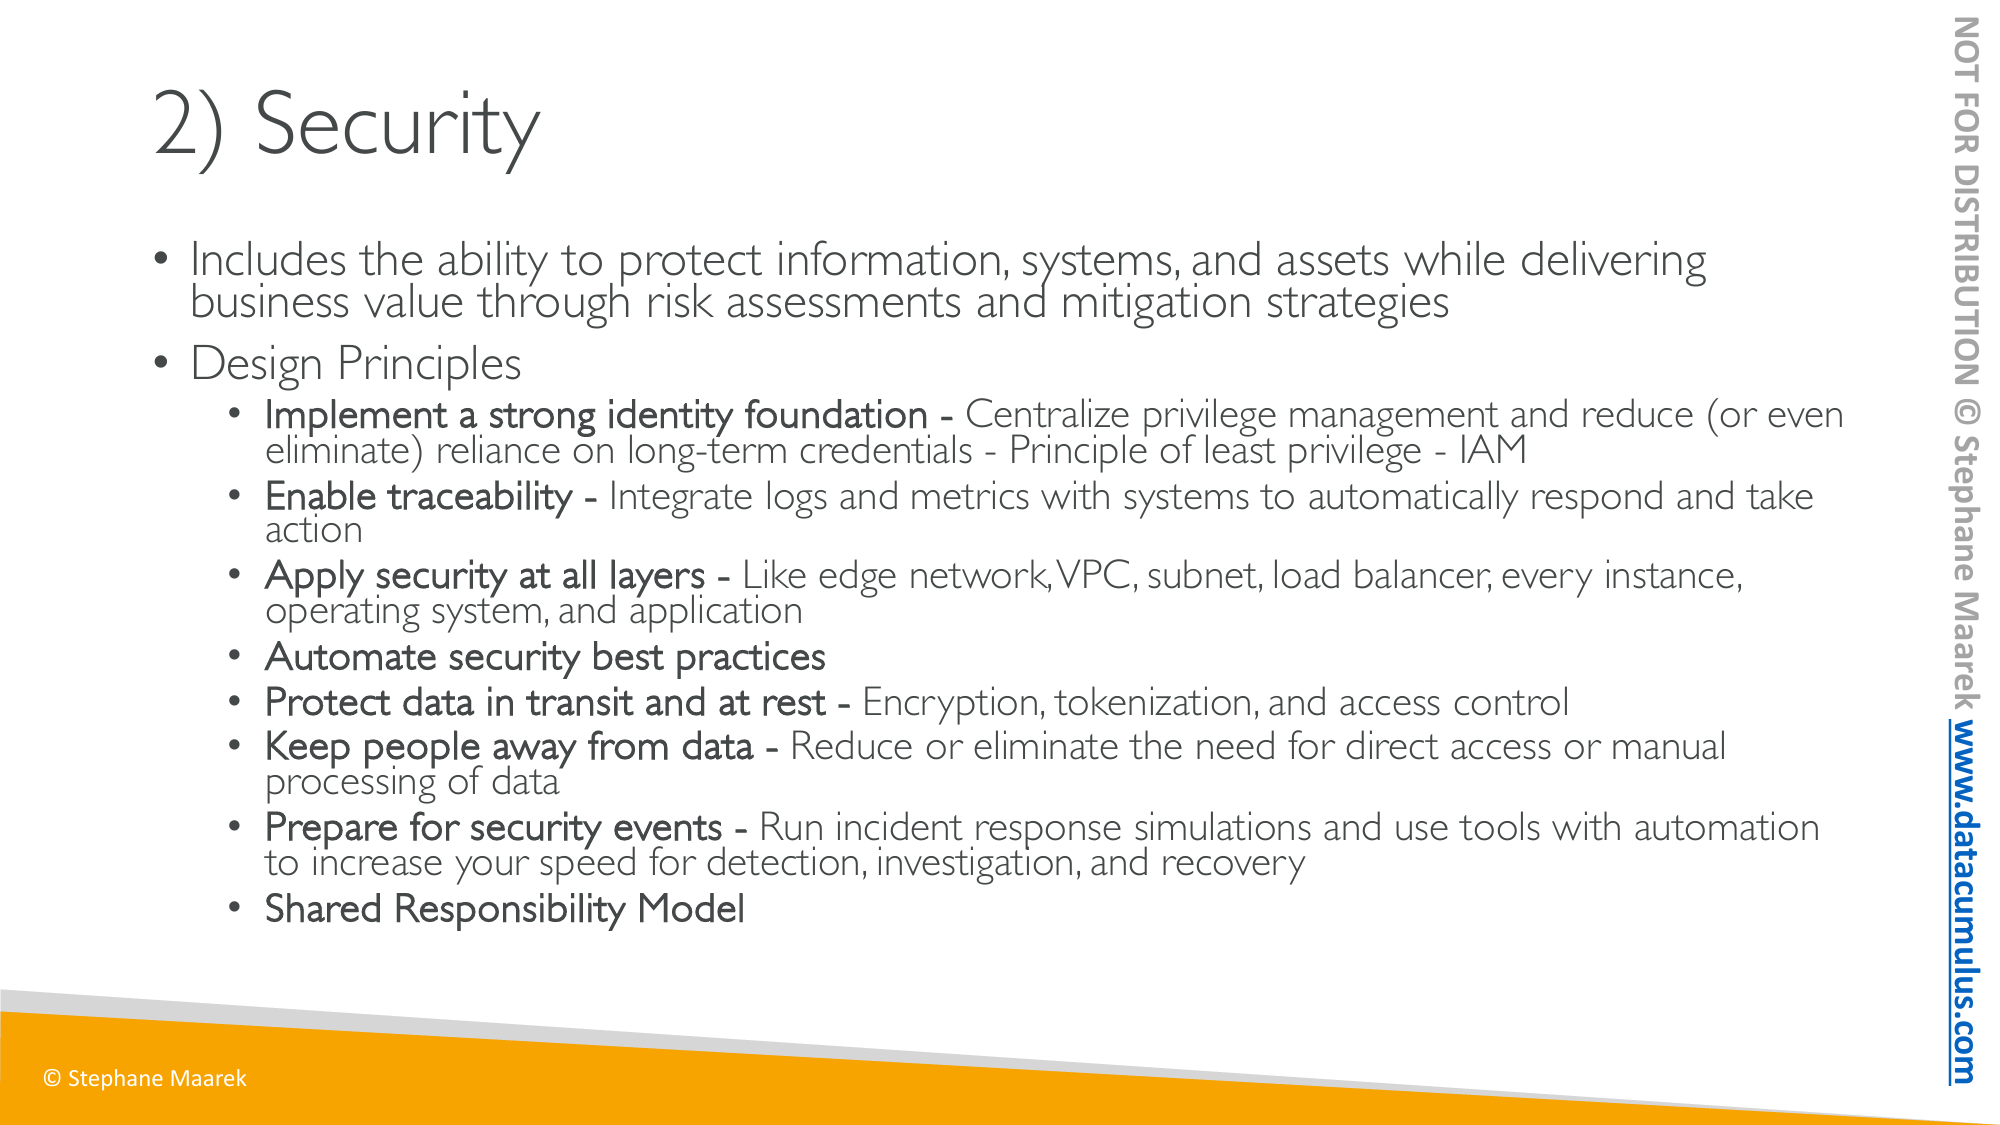 2) Security
• Includes the ability to protect information, systems, and assets while delivering
business value through risk assessments and mitigation strategies
• Design Principles
• Implement a strong identity foundation - Centralize privilege management and reduce (or even
eliminate) reliance on long-term credentials - Principle of least privilege - IAM
• Enable traceability - Integrate logs and metrics with systems to automatically respond and take
action
• Apply security at all layers - Like edge network, VPC, subnet, load balancer, every instance,
operating system, and application
• Automate security best practices
• Protect data in transit and at rest - Encryption, tokenization, and access control
• Keep people away from data - Reduce or eliminate the need for direct access or manual
processing of data
• Prepare for security events - Run incident response simulations and use tools with automation
to increase your speed for detection, investigation, and recovery
• Shared Responsibility Model
© Stephane Maarek
NOT FOR DISTRIBUTION © Stephane Maarek www.datacumulus.com